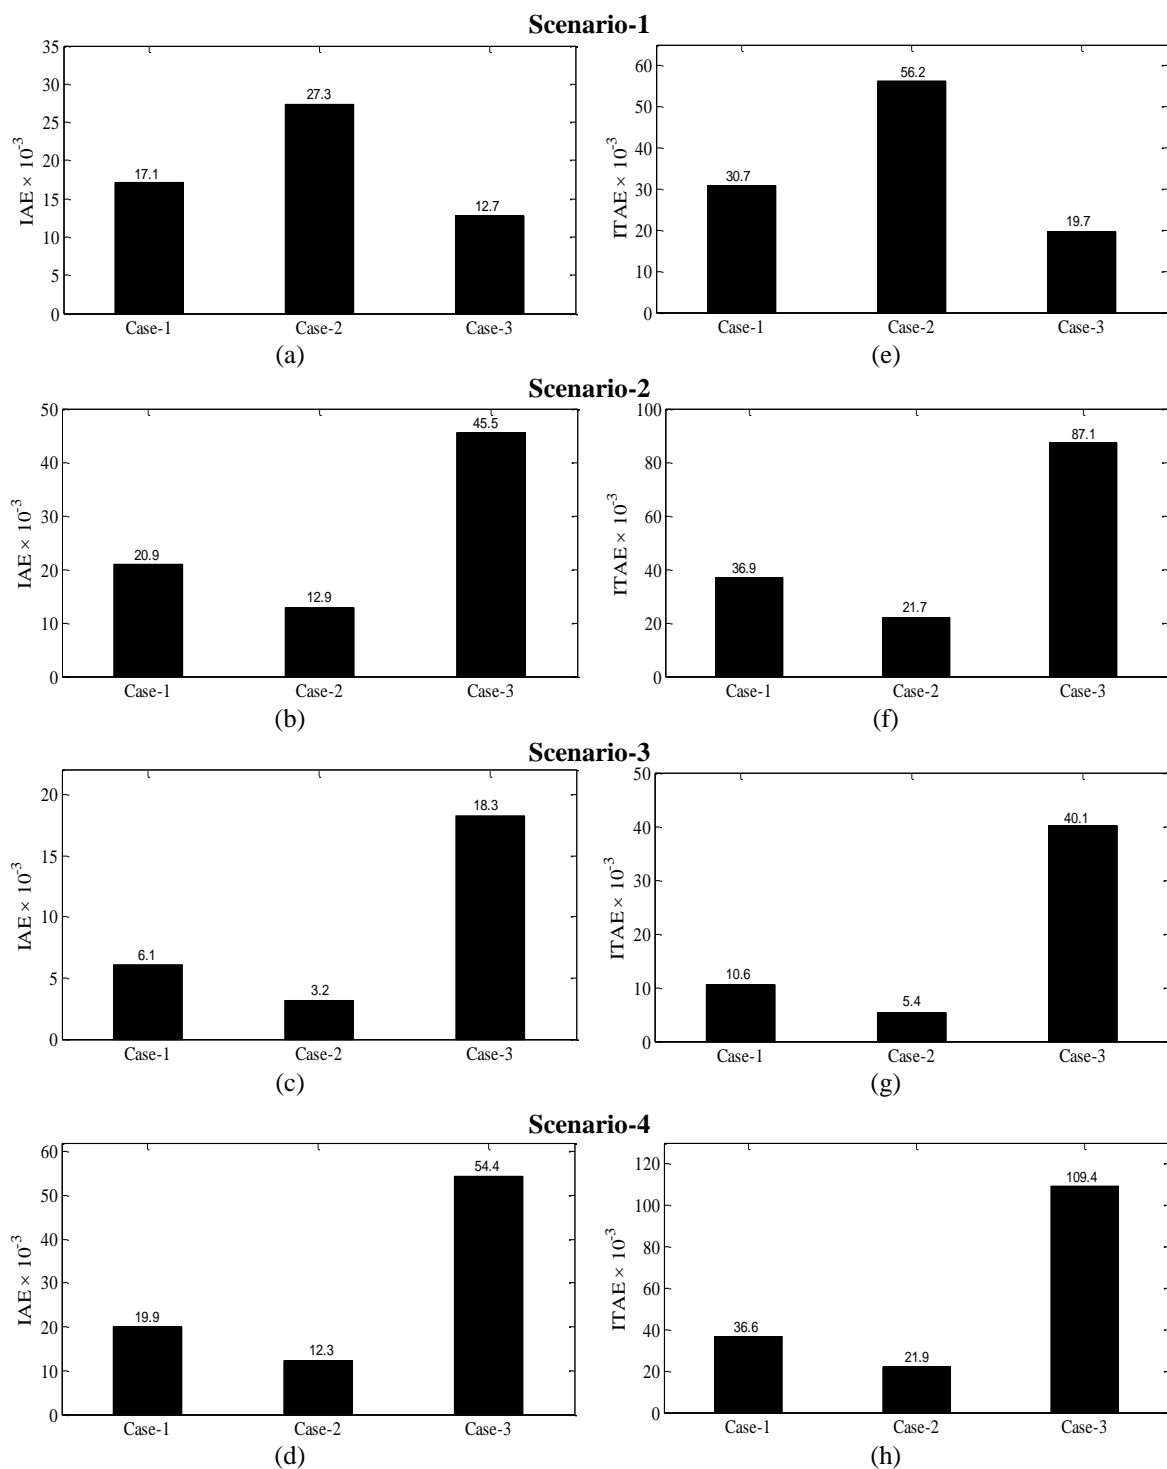 Scenario-1
35
30
25
20
15
10
5
0
IAE × 10⁻³
17.1
27.3
12.7
Case-1 Case-2 Case-3
(a)
60
50
40
30
20
10
0
ITAE × 10⁻³
30.7
56.2
19.7
Case-1 Case-2 Case-3
(e)
Scenario-2
50
40
30
20
10
0
IAE × 10⁻³
20.9
12.9
45.5
Case-1 Case-2 Case-3
(b)
100
80
60
40
20
0
ITAE × 10⁻³
36.9
21.7
87.1
Case-1 Case-2 Case-3
(f)
Scenario-3
20
15
10
5
0
IAE × 10⁻³
6.1
3.2
18.3
Case-1 Case-2 Case-3
(c)
50
40
30
20
10
0
ITAE × 10⁻³
10.6
5.4
40.1
Case-1 Case-2 Case-3
(g)
Scenario-4
60
50
40
30
20
10
0
IAE × 10⁻³
19.9
12.3
54.4
Case-1 Case-2 Case-3
(d)
120
100
80
60
40
20
0
ITAE × 10⁻³
36.6
21.9
109.4
Case-1 Case-2 Case-3
(h)